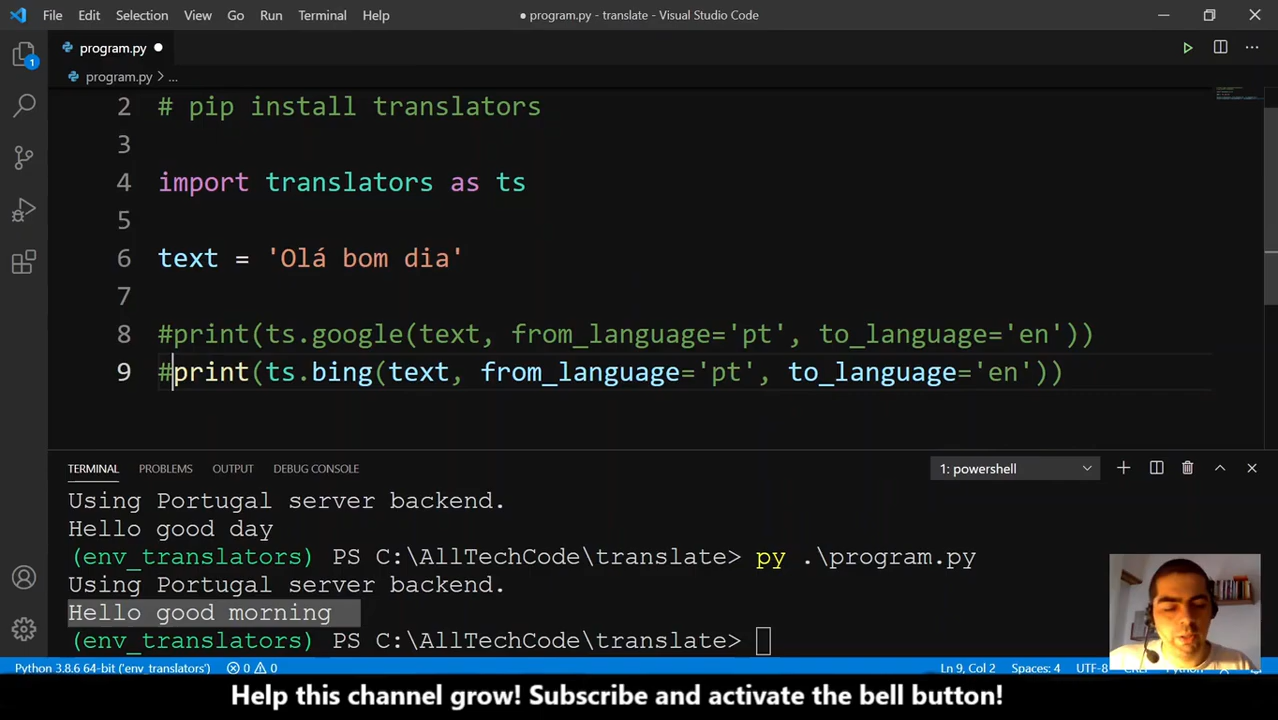 File Edit Selection View Go Run Terminal Help ● program.py - translate - Visual Studio Code
program.py ●
program.py > ...
2 # pip install translators
3
4 import translators as ts
5
6 text = 'Olá bom dia'
7
8 #print(ts.google(text, from_language='pt', to_language='en'))
9 #print(ts.bing(text, from_language='pt', to_language='en'))
TERMINAL PROBLEMS OUTPUT DEBUG CONSOLE 1: powershell
Using Portugal server backend.
Hello good day
(env_translators) PS C:\AllTechCode\translate> py .\program.py
Using Portugal server backend.
Hello good morning
(env_translators) PS C:\AllTechCode\translate>
Python 3.8.6 64-bit ('env_translators') 0 0 Ln 9, Col 2 Spaces: 4 UTF-8
Help this channel grow! Subscribe and activate the bell button!